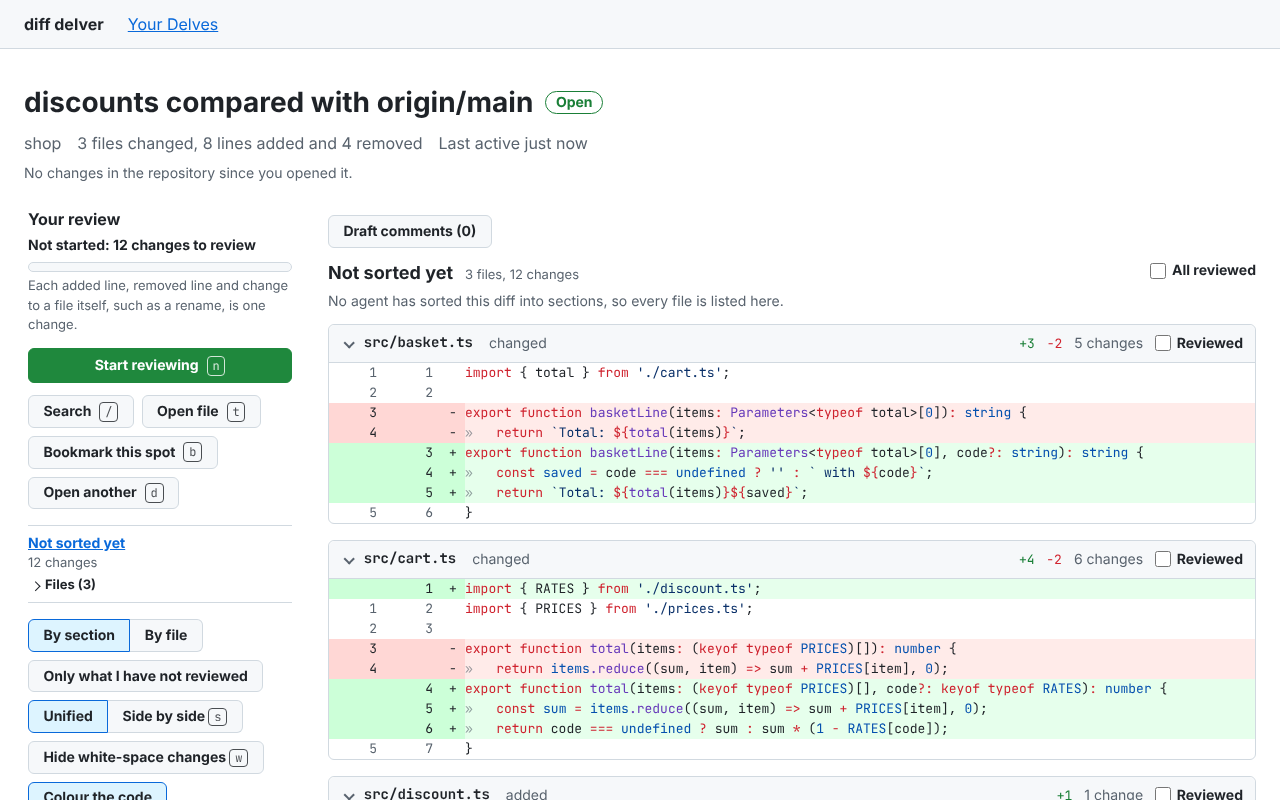 diff delver Your Delves
discounts compared with origin/main Open
shop 3 files changed, 8 lines added and 4 removed Last active just now
No changes in the repository since you opened it.
Your review
Not started: 12 changes to review
Each added line, removed line and change
to a file itself, such as a rename, is one
change.
Start reviewing n
Search / Open file t
Bookmark this spot b
Open another d
Not sorted yet
12 changes
Files (3)
By section By file
Only what I have not reviewed
Unified Side by side s
Hide white-space changes w
Colour the code
Draft comments (0)
Not sorted yet 3 files, 12 changes All reviewed
No agent has sorted this diff into sections, so every file is listed here.
src/basket.ts changed +3 -2 5 changes Reviewed
1 1 import { total } from './cart.ts';
2 2
3 - export function basketLine(items: Parameters<typeof total>[0]): string {
4 - » return `Total: ${total(items)}`;
3 + export function basketLine(items: Parameters<typeof total>[0], code?: string): string {
4 + » const saved = code === undefined ? '' : ` with ${code}`;
5 + » return `Total: ${total(items)}${saved}`;
5 6 }
src/cart.ts changed +4 -2 6 changes Reviewed
1 + import { RATES } from './discount.ts';
1 2 import { PRICES } from './prices.ts';
2 3
3 - export function total(items: (keyof typeof PRICES)[]): number {
4 - » return items.reduce((sum, item) => sum + PRICES[item], 0);
4 + export function total(items: (keyof typeof PRICES)[], code?: keyof typeof RATES): number {
5 + » const sum = items.reduce((sum, item) => sum + PRICES[item], 0);
6 + » return code === undefined ? sum : sum * (1 - RATES[code]);
5 7 }
src/discount.ts added +1 1 change Reviewed